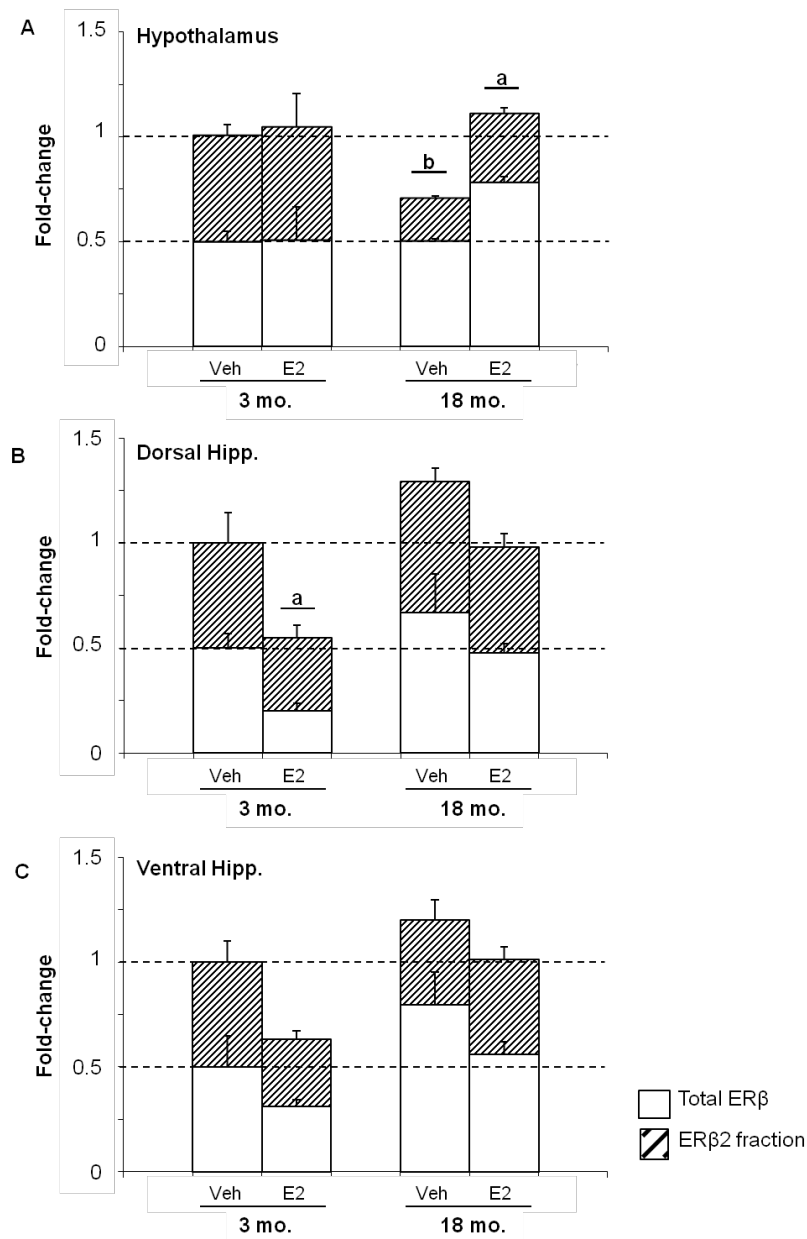 A
Hypothalamus
1.5
1
0.5
0
Fold-change
b
a
Veh E2 Veh E2
3 mo. 18 mo.
B
Dorsal Hipp.
1.5
1
0.5
0
Fold-change
a
Veh E2 Veh E2
3 mo. 18 mo.
C
Ventral Hipp.
1.5
1
0.5
0
Fold-change
Veh E2 Veh E2
3 mo. 18 mo.
Total ERβ
ERβ2 fraction